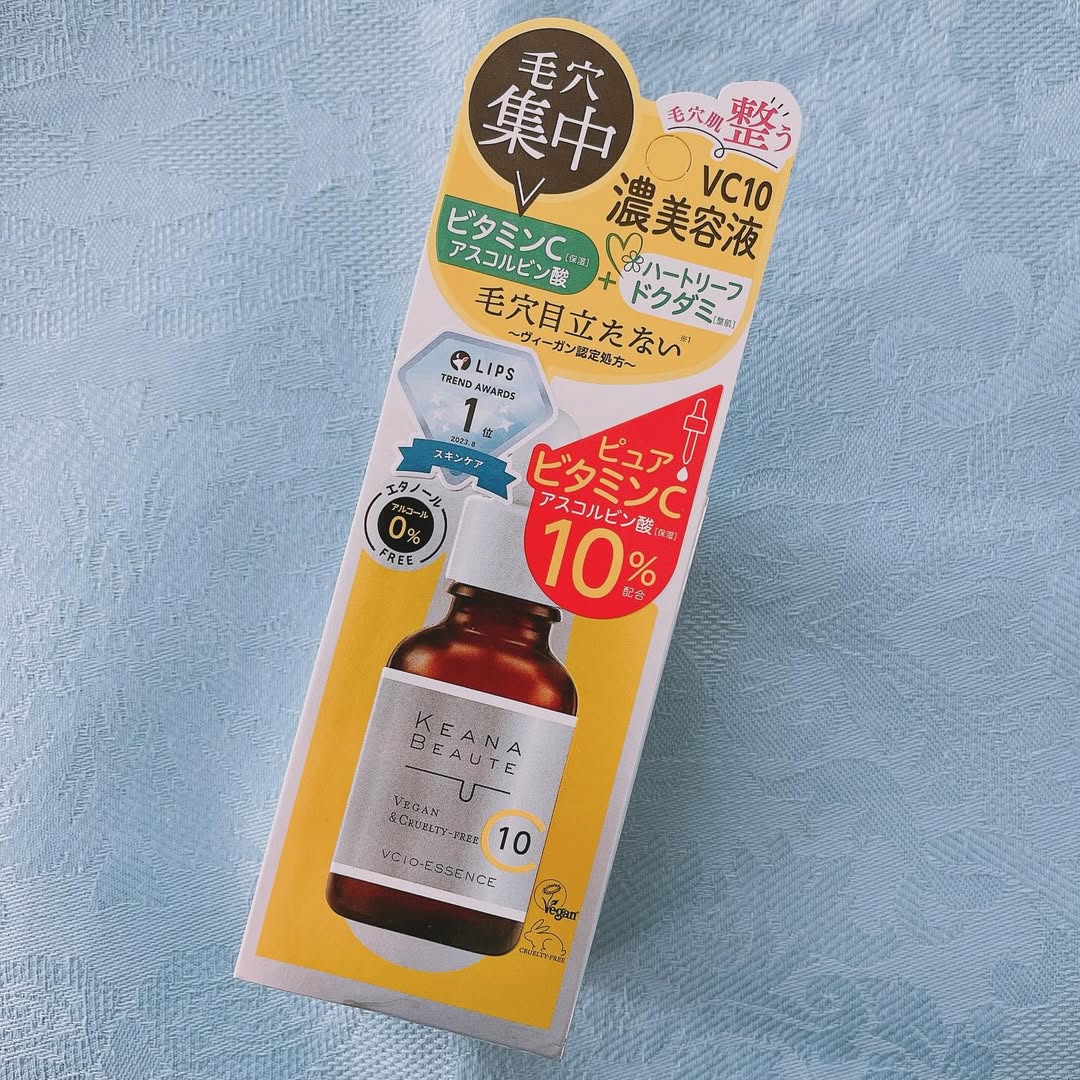 毛穴
集中
毛穴肌 整う
VC10
濃美容液
ビタミンC[保湿]
アスコルビン酸
+
ハートリーフ
ドクダミ[整肌]
毛穴目立たない※1
～ヴィーガン認定処方～
LIPS
TREND AWARDS
1位
2023.8
スキンケア
ピュア
ビタミンC
アスコルビン酸[保湿]
10%
配合
エタノール
アルコール
0%
FREE
KEANA
BEAUTE
VEGAN
&CRUELTY-FREE
C10
VC10-ESSENCE
Vegan
CRUELTY-FREE